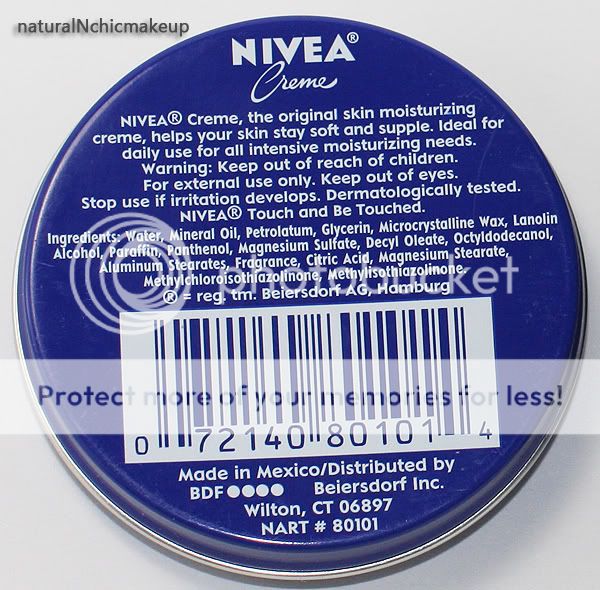 naturalNchicmakeup
NIVEA®
Creme
NIVEA® Creme, the original skin moisturizing
creme, helps your skin stay soft and supple. Ideal for
daily use for all intensive moisturizing needs.
Warning: Keep out of reach of children.
For external use only. Keep out of eyes.
Stop use if irritation develops. Dermatologically tested.
NIVEA® Touch and Be Touched.
Ingredients: Water, Mineral Oil, Petrolatum, Glycerin, Microcrystalline Wax, Lanolin
Alcohol, Paraffin, Panthenol, Magnesium Sulfate, Decyl Oleate, Octyldodecanol,
Aluminum Stearates, Fragrance, Citric Acid, Magnesium Stearate,
Methylchloroisothiazolinone, Methylisothiazolinone.
® = reg. tm. Beiersdorf AG, Hamburg
photobucket
Protect more of your memories for less!
0 72140 80101 4
Made in Mexico/Distributed by
BDF●●●● Beiersdorf Inc.
Wilton, CT 06897
NART # 80101